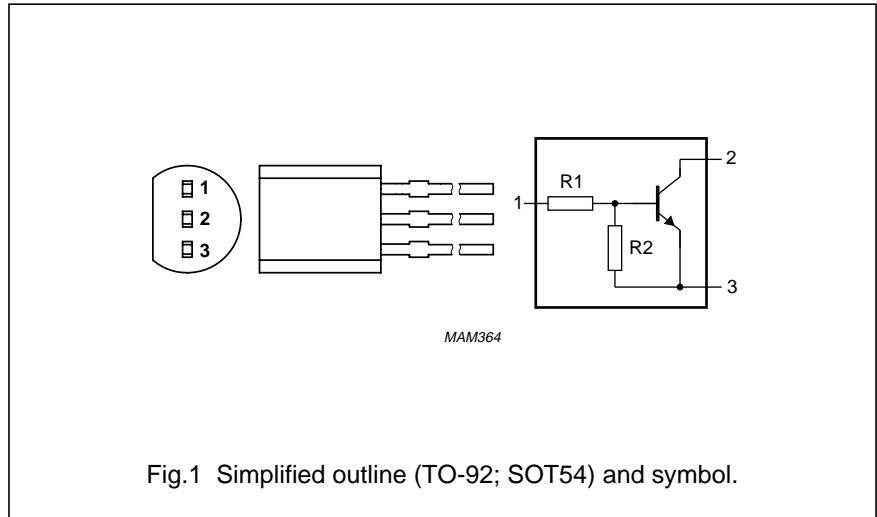 1
2
3
R1
R2
1
2
3
MAM364
Fig.1 Simplified outline (TO-92; SOT54) and symbol.